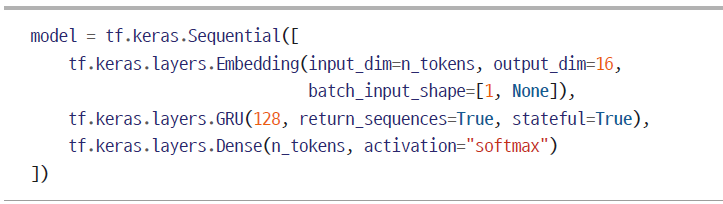 model = tf.keras.Sequential([
    tf.keras.layers.Embedding(input_dim=n_tokens, output_dim=16,
                              batch_input_shape=[1, None]),
    tf.keras.layers.GRU(128, return_sequences=True, stateful=True),
    tf.keras.layers.Dense(n_tokens, activation="softmax")
])